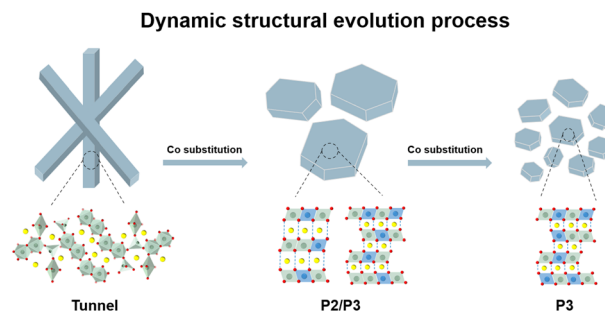 Dynamic structural evolution process
Co substitution
Co substitution
Tunnel
P2/P3
P3